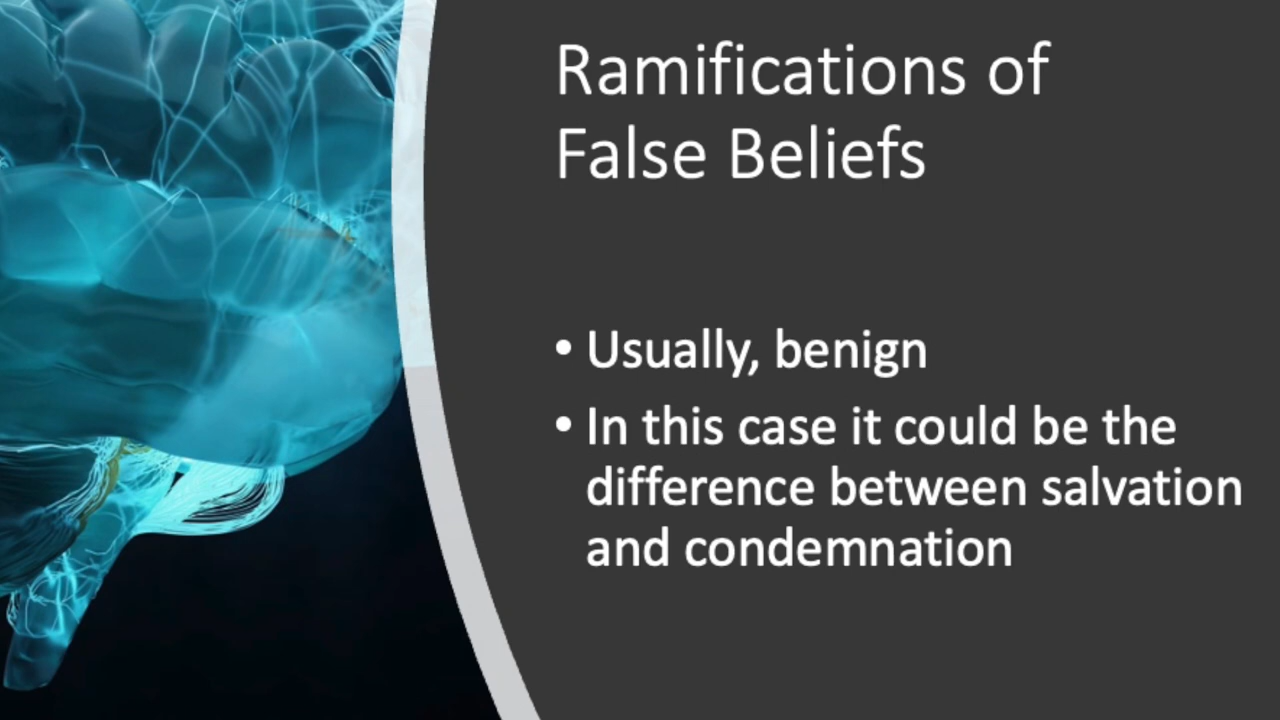 Ramifications of
False Beliefs
• Usually, benign
• In this case it could be the
difference between salvation
and condemnation